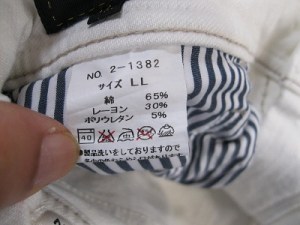 NO. 2-1382
サイズ LL
綿 65%
レーヨン 30%
ポリウレタン 5%
40
●製品洗いをしておりますので